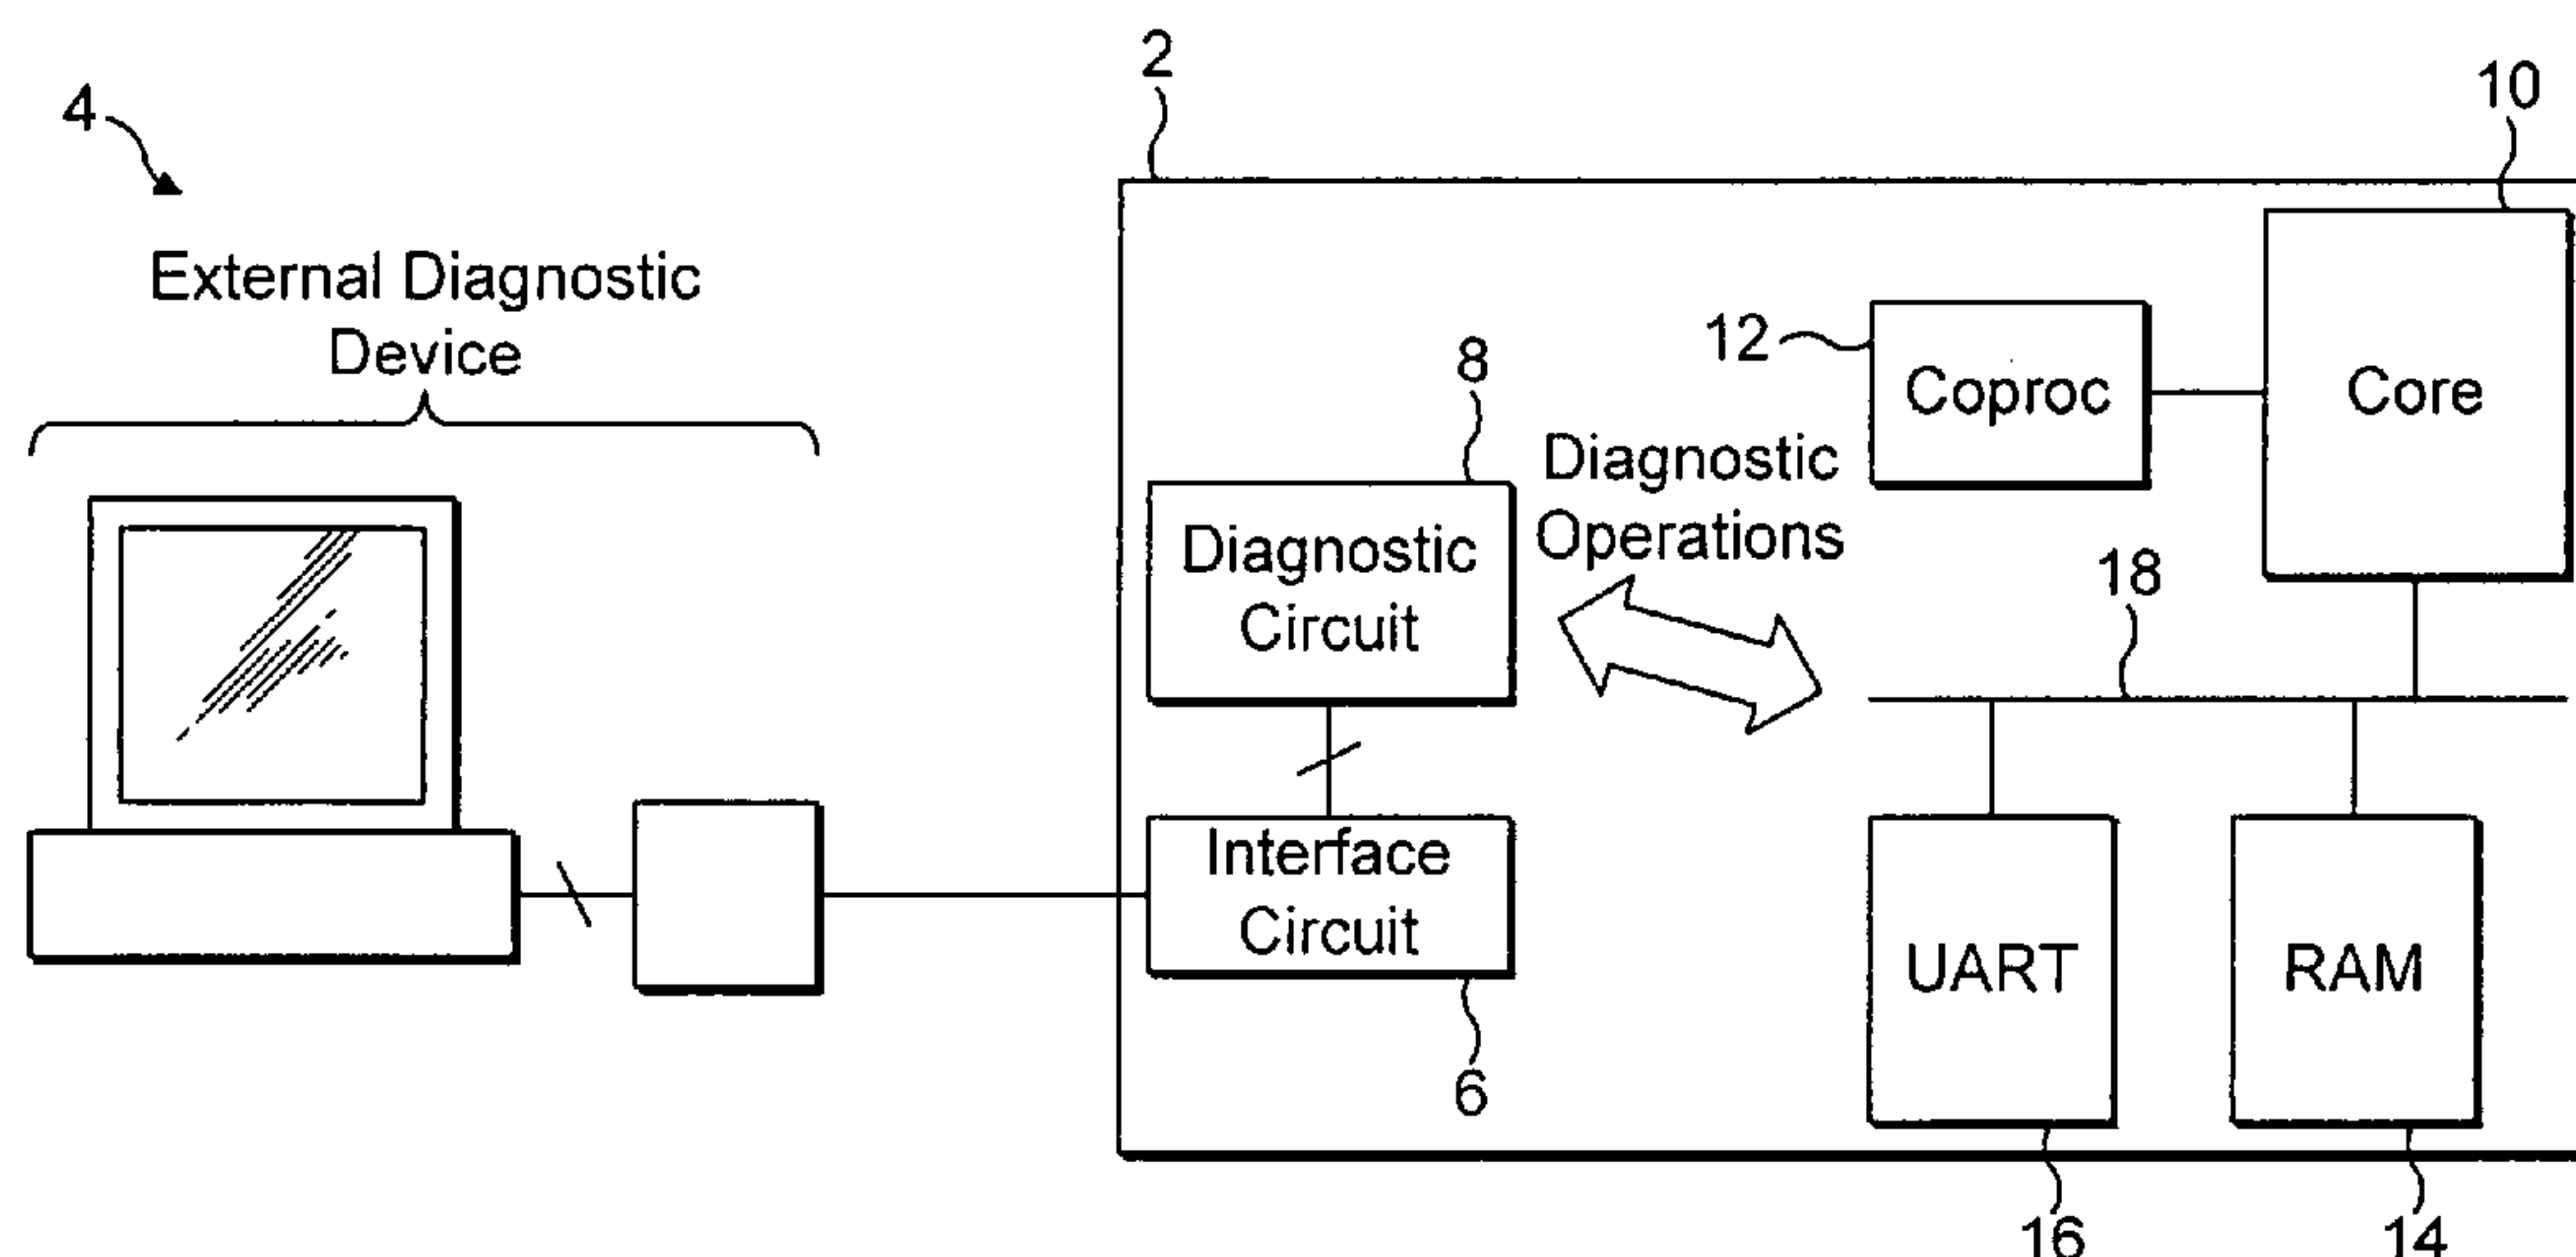 2
10
4
External Diagnostic
Device
12
Coproc
Core
8
Diagnostic
Operations
Diagnostic
Circuit
18
Interface
Circuit
UART
RAM
6
16
14